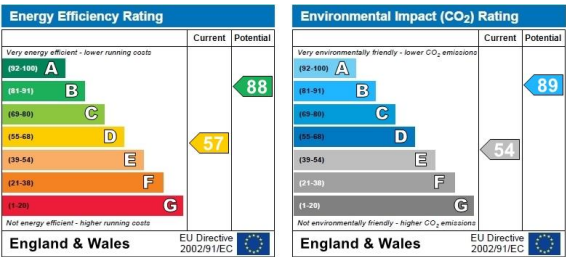 Energy Efficiency Rating
Current Potential
Very energy efficient - lower running costs
(92-100) A
(81-91) B
(69-80) C
(55-68) D
(39-54) E
(21-38) F
(1-20) G
57
88
Not energy efficient - higher running costs
England & Wales
EU Directive
2002/91/EC
Environmental Impact (CO2) Rating
Current Potential
Very environmentally friendly - lower CO2 emissions
(92-100) A
(81-91) B
(69-80) C
(55-68) D
(39-54) E
(21-38) F
(1-20) G
54
89
Not environmentally friendly - higher CO2 emissions
England & Wales
EU Directive
2002/91/EC